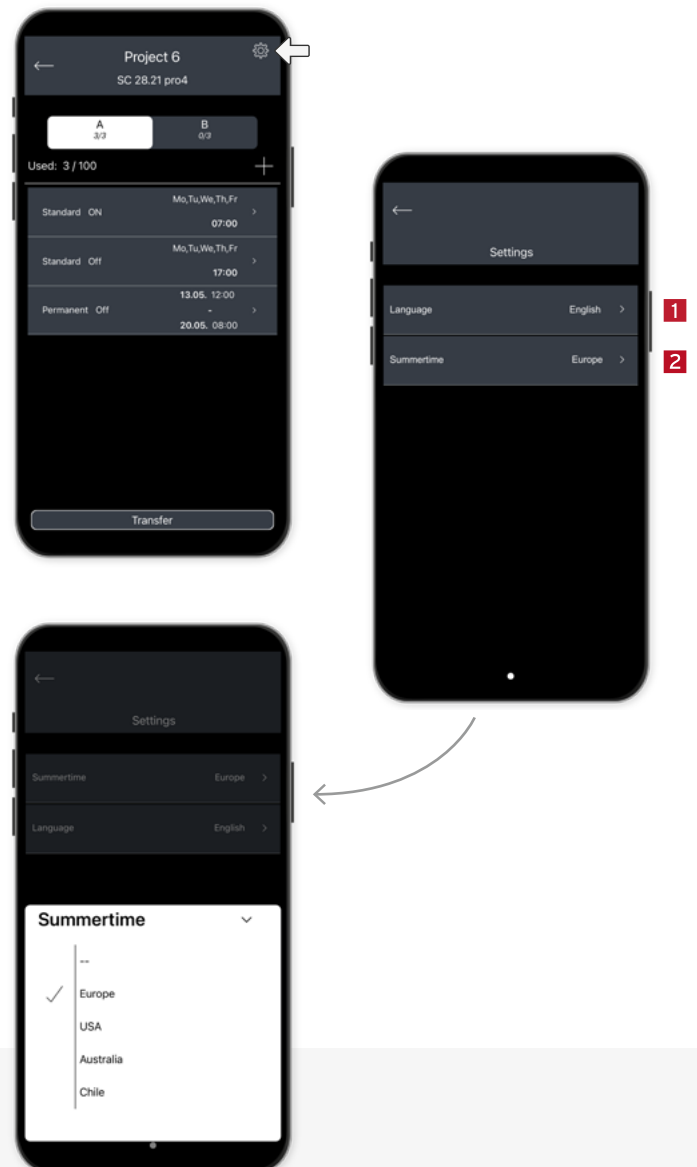 Project 6
SC 28.21 pro4
A
3/3
B
0/3
Used: 3 / 100
Standard ON
Mo,Tu,We,Th,Fr
07:00
Standard Off
Mo,Tu,We,Th,Fr
17:00
Permanent Off
13.05. 12:00
-
20.05. 08:00
Transfer
Settings
Language English
1
Summertime Europe
2
Settings
Summertime Europe
Language English
Summertime
--
Europe
USA
Australia
Chile